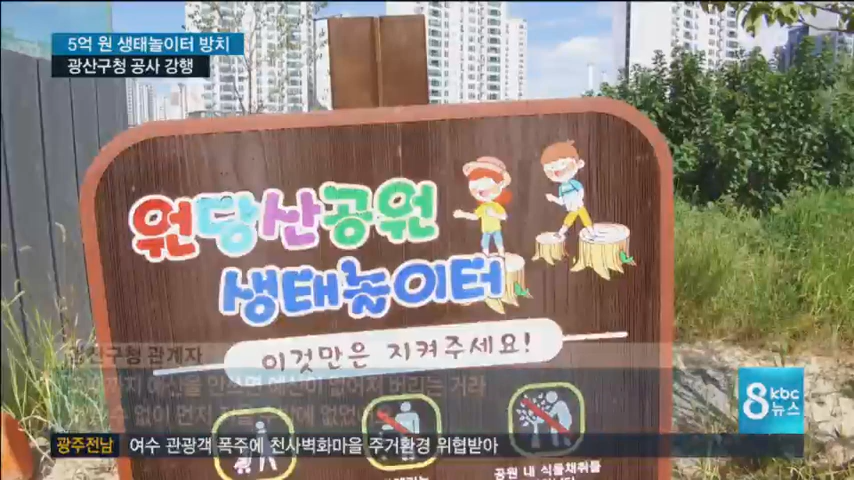 5억 원 생태놀이터 방치
광산구청 공사 강행
원당산공원
생태놀이터
이것만은 지켜주세요!
광산구청 관계자
없이 먼저
8 kbc
뉴스
공원 내 식물채취를
광주전남 여수 관광객 폭주에 천사벽화마을 주거환경 위협받아